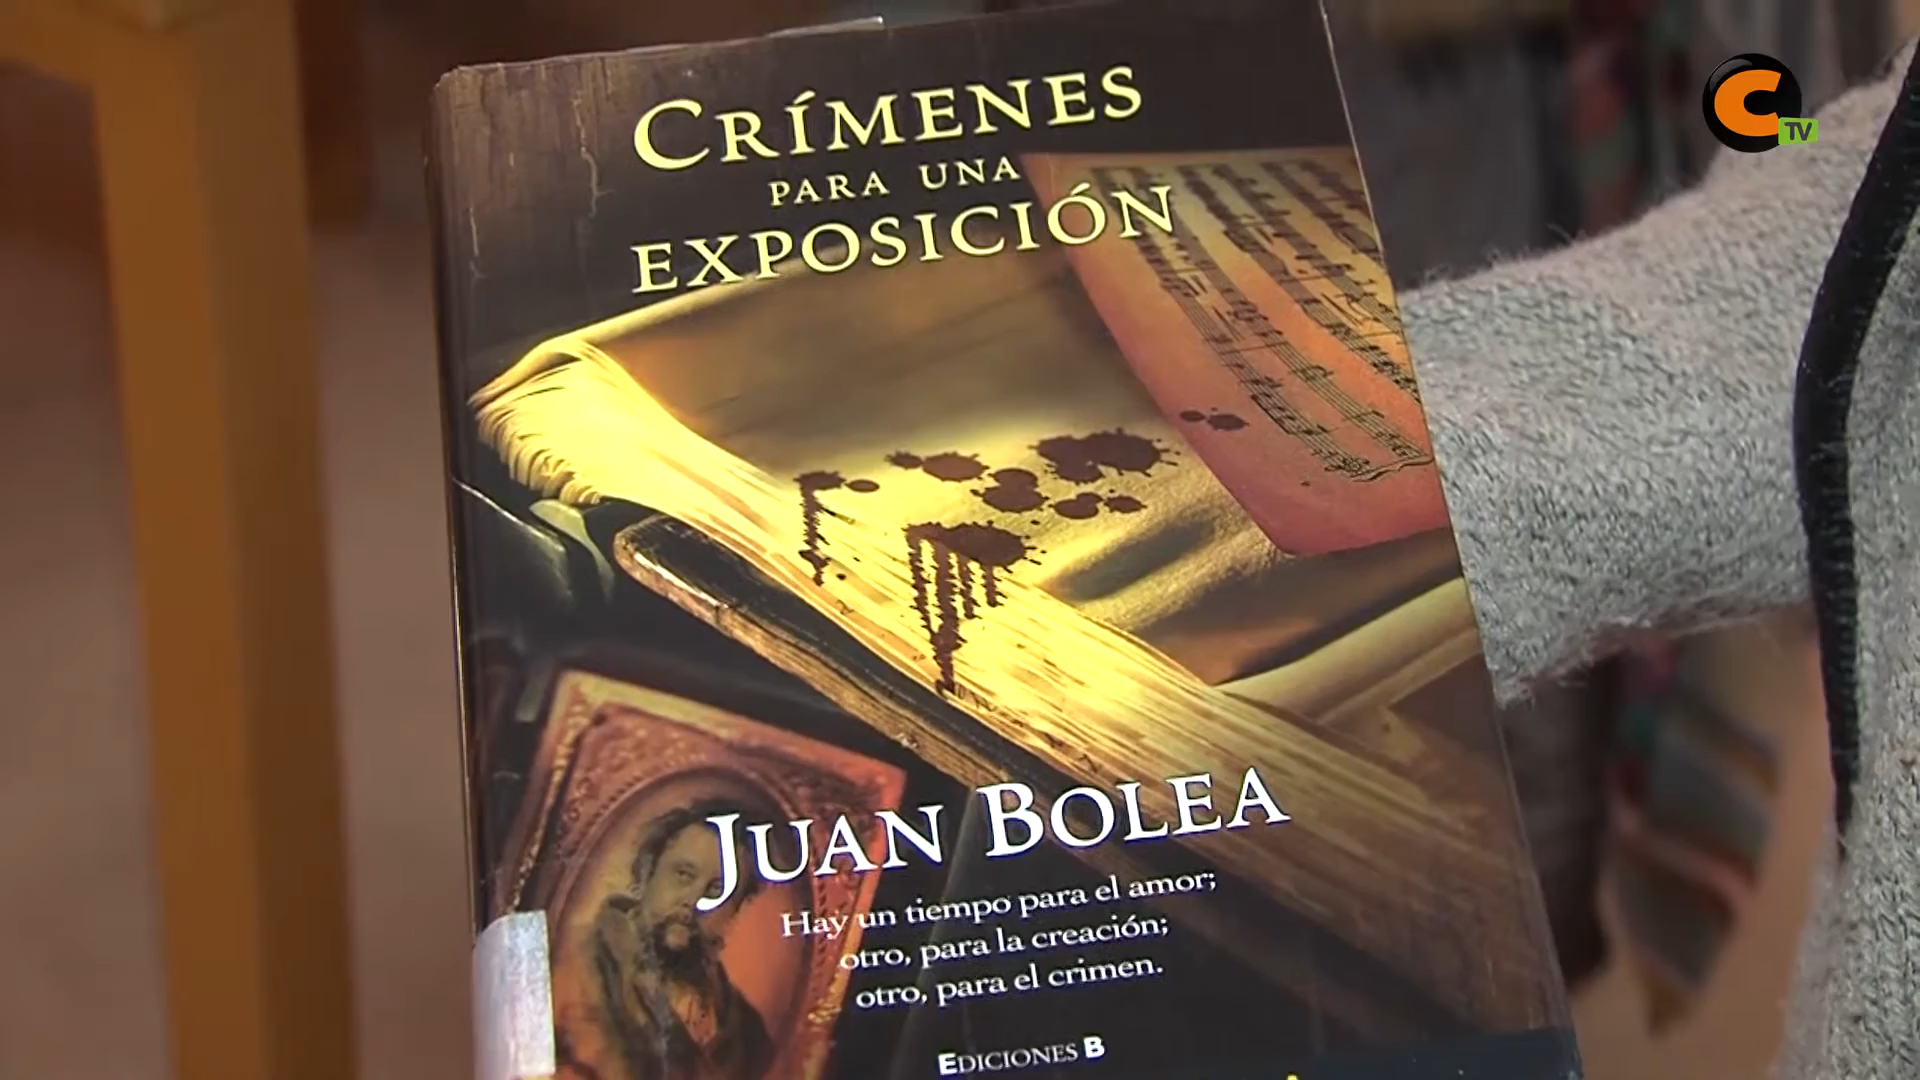 CRÍMENES
PARA UNA
EXPOSICIÓN
JUAN BOLEA
Hay un tiempo para el amor;
otro, para la creación;
otro, para el crimen.
EDICIONES B
C TV